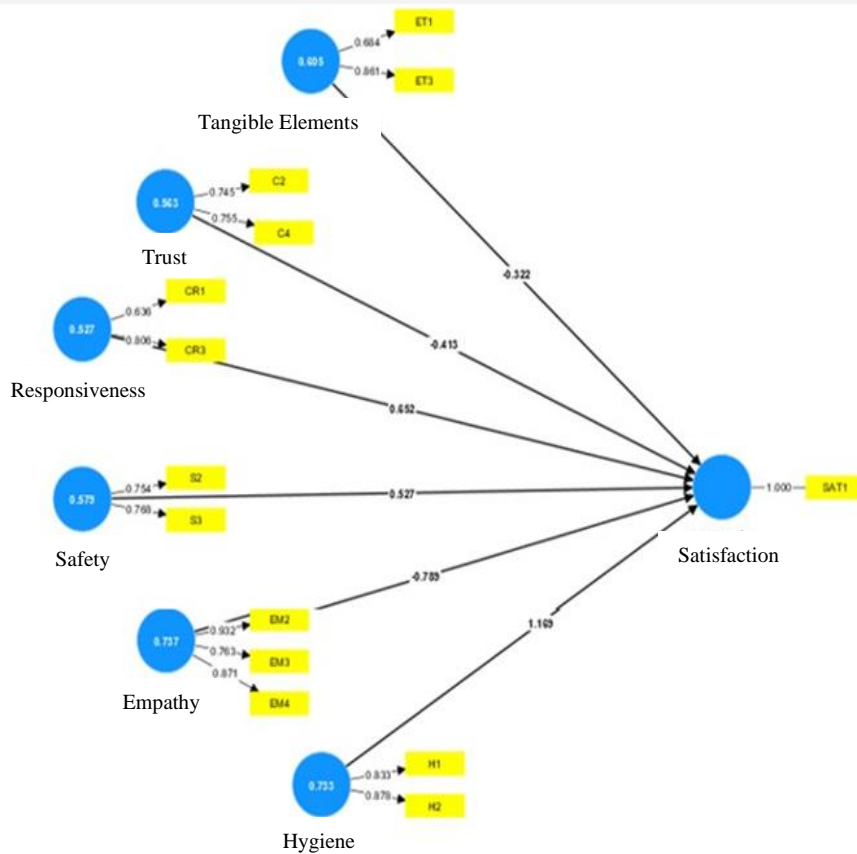 ET1
0.684
0.605
0.861
ET3
Tangible Elements
C2
0.745
0.563
0.755
C4
Trust
-0.322
CR1
0.636
0.527
0.806
CR3
-0.413
Responsiveness
0.652
S2
0.754
0.579
0.527
0.768
S3
1.000
SAT1
Safety
Satisfaction
-0.789
EM2
0.932
0.737
0.763
EM3
0.871
EM4
Empathy
1.169
H1
0.833
0.733
0.878
H2
Hygiene